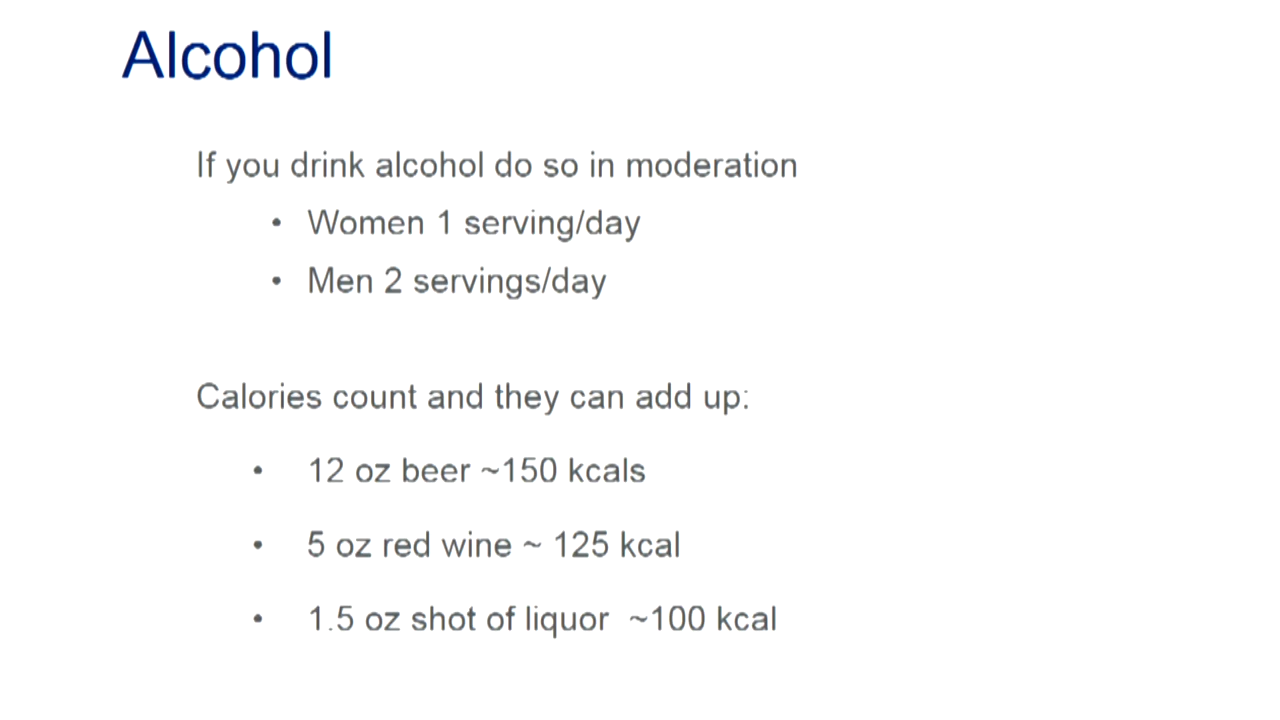 Alcohol
If you drink alcohol do so in moderation
• Women 1 serving/day
• Men 2 servings/day
Calories count and they can add up:
• 12 oz beer ~150 kcals
• 5 oz red wine ~ 125 kcal
• 1.5 oz shot of liquor  ~100 kcal